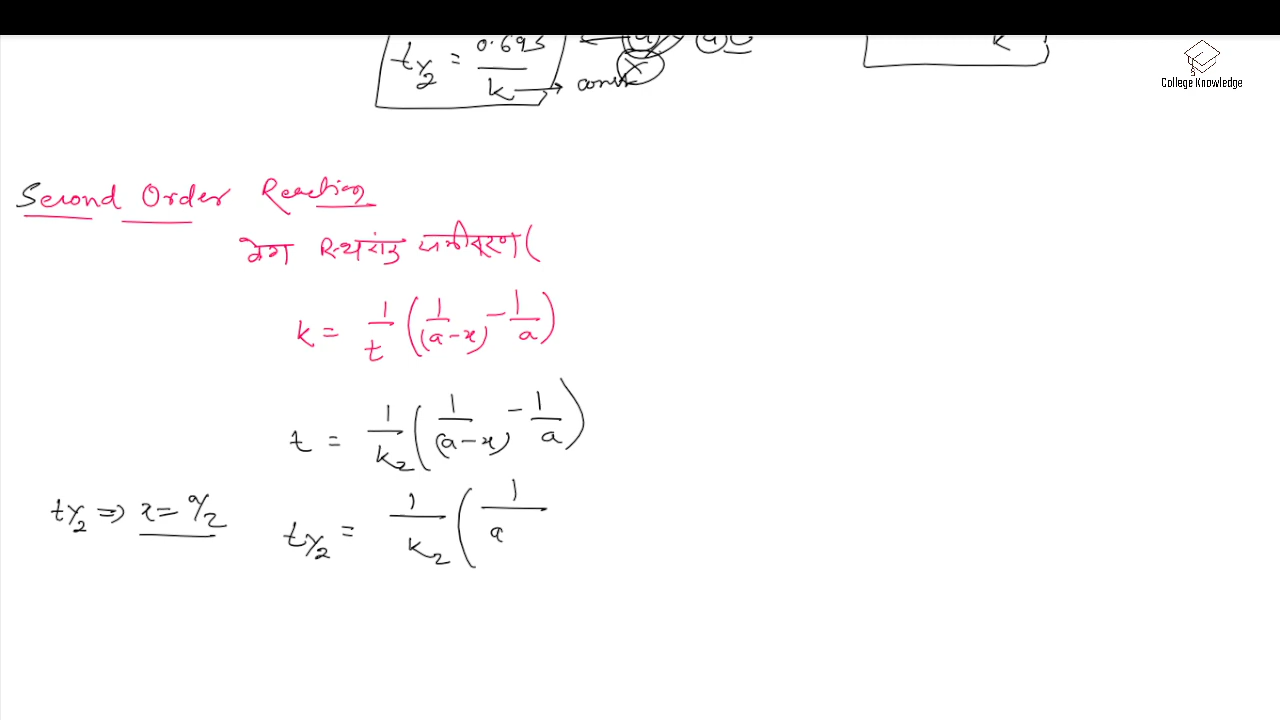 t½ = 0.693/k → const
k
College Knowledge
Second Order Reaction
वेग स्थिरांक समीकरण (
k = 1/t (1/(a-x) - 1/a)
t = 1/k₂ (1/(a-x) - 1/a)
t½ ⇒ x = a/2
t½ = 1/k₂ (1/a